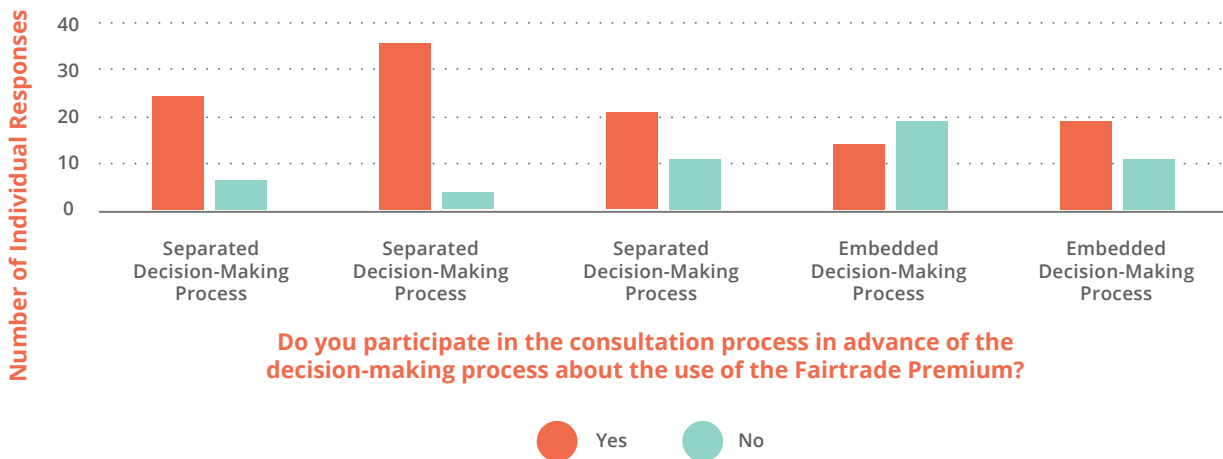 Number of Individual Responses
40
30
20
10
0
Separated
Decision-Making
Process
Separated
Decision-Making
Process
Separated
Decision-Making
Process
Embedded
Decision-Making
Process
Embedded
Decision-Making
Process
Do you participate in the consultation process in advance of the
decision-making process about the use of the Fairtrade Premium?
Yes
No